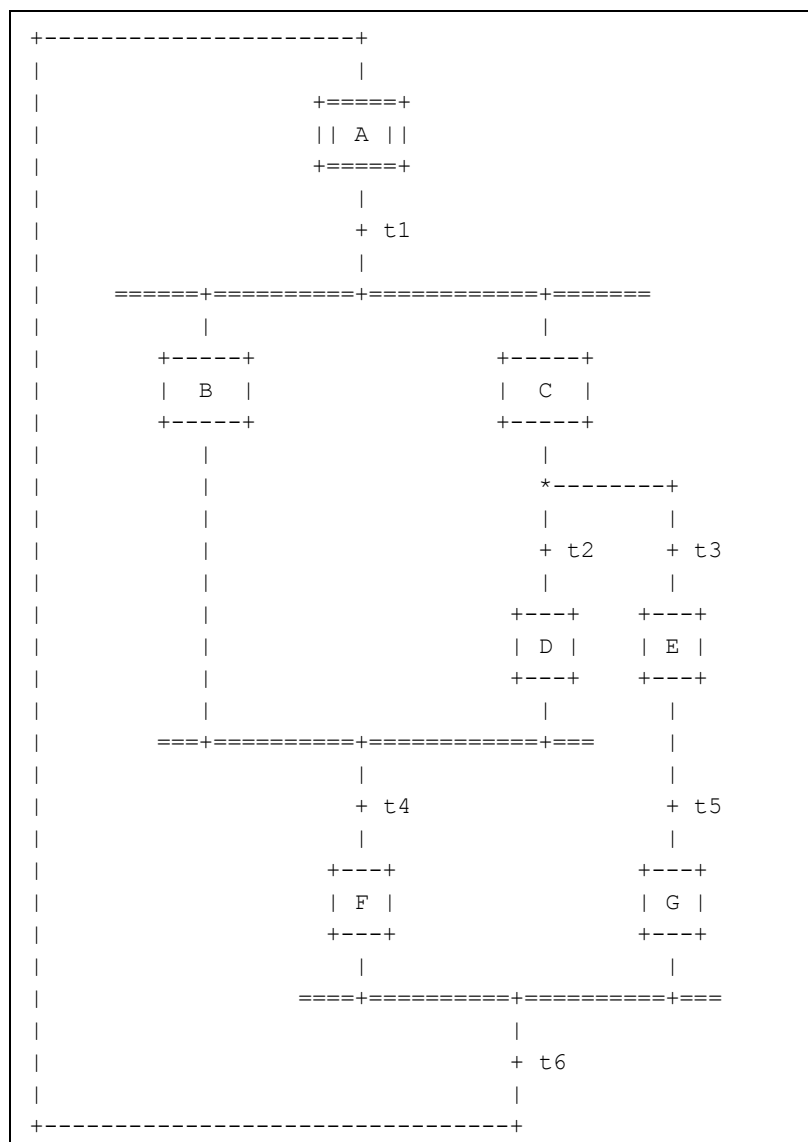 +----------------------+
|                      |
|                   +=====+
|                   || A ||
|                   +=====+
|                      |
|                      + t1
|                      |
|     ======+==========+============+=======
|           |                       |
|        +-----+                 +-----+
|        |  B  |                 |  C  |
|        +-----+                 +-----+
|           |                       |
|           |                       *--------+
|           |                       |        |
|           |                       + t2     + t3
|           |                       |        |
|           |                     +---+    +---+
|           |                     | D |    | E |
|           |                     +---+    +---+
|           |                       |        |
|        ===+==========+============+===     |
|                      |                     |
|                      + t4                  + t5
|                      |                     |
|                    +---+                 +---+
|                    | F |                 | G |
|                    +---+                 +---+
|                      |                     |
|                  ====+==========+==========+===
|                                 |
|                                 + t6
|                                 |
+---------------------------------+